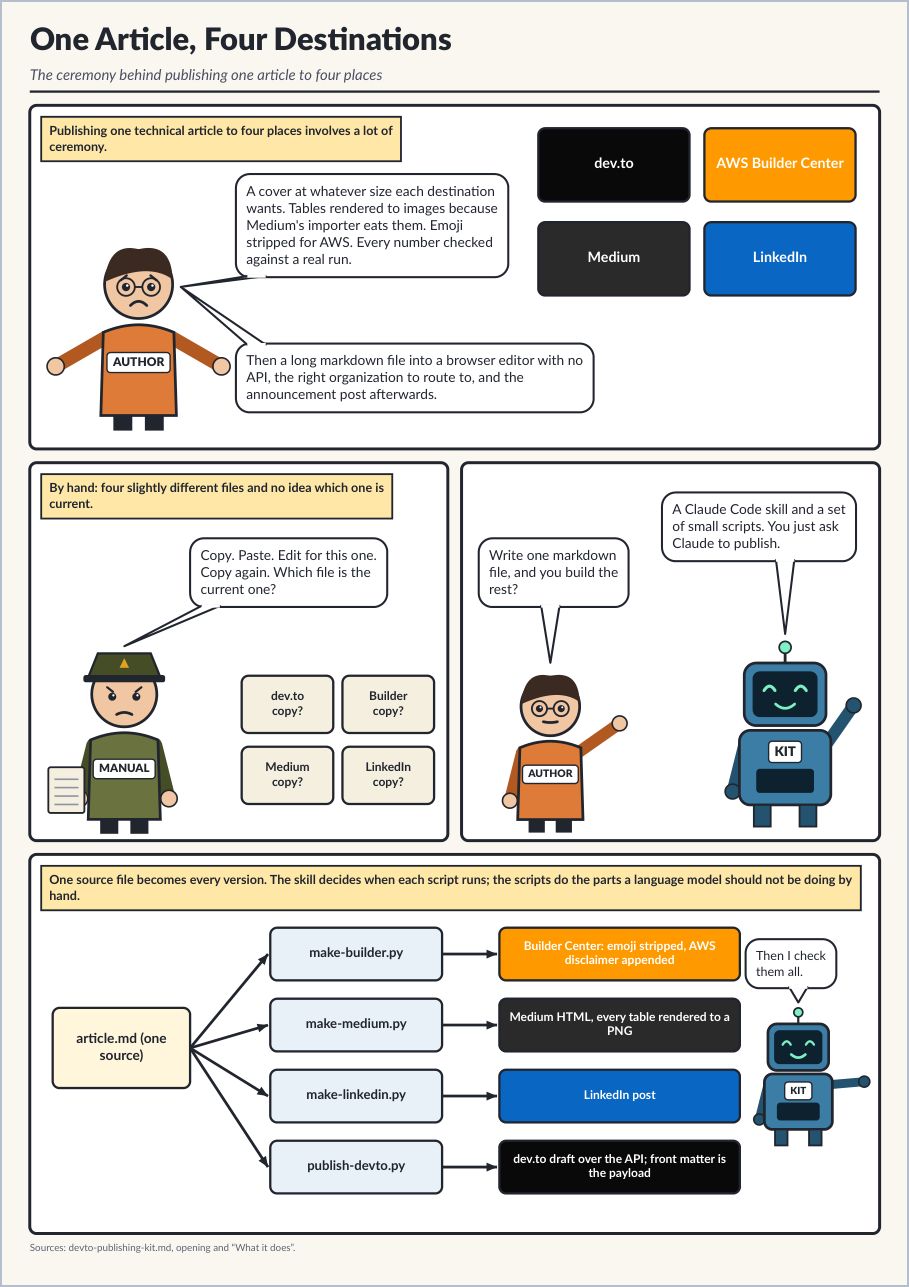 One Article, Four Destinations
The ceremony behind publishing one article to four places
Publishing one technical article to four places involves a lot of
ceremony.
dev.to
AWS Builder Center
Medium
LinkedIn
A cover at whatever size each destination
wants. Tables rendered to images because
Medium's importer eats them. Emoji
stripped for AWS. Every number checked
against a real run.
AUTHOR
Then a long markdown file into a browser editor with no
API, the right organization to route to, and the
announcement post afterwards.
By hand: four slightly different files and no idea which one is
current.
Copy. Paste. Edit for this one.
Copy again. Which file is the
current one?
MANUAL
dev.to
copy?
Builder
copy?
Medium
copy?
LinkedIn
copy?
Write one markdown
file, and you build the
rest?
A Claude Code skill and a set
of small scripts. You just ask
Claude to publish.
AUTHOR
KIT
One source file becomes every version. The skill decides when each script runs; the scripts do the parts a language model should not be doing by
hand.
article.md (one
source)
make-builder.py
Builder Center: emoji stripped, AWS
disclaimer appended
make-medium.py
Medium HTML, every table rendered to a
PNG
make-linkedin.py
LinkedIn post
publish-devto.py
dev.to draft over the API; front matter is
the payload
Then I check
them all.
KIT
Sources: devto-publishing-kit.md, opening and "What it does".